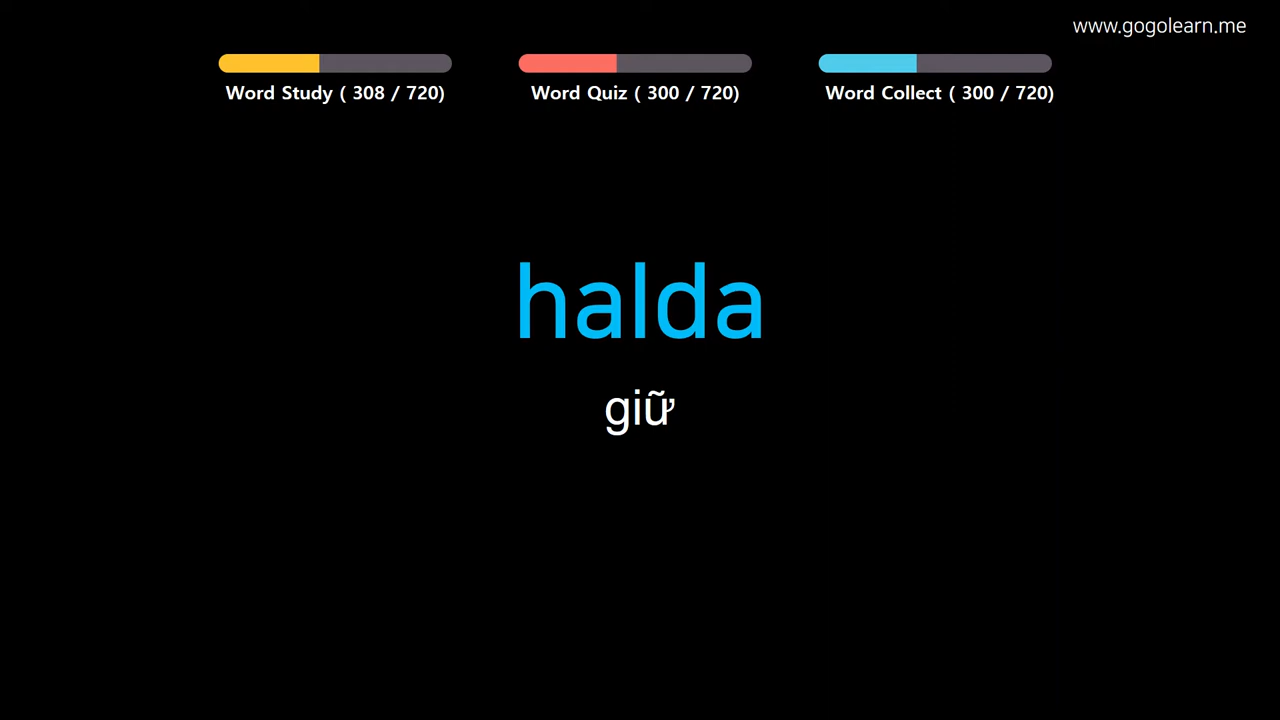 www.gogolearn.me
Word Study ( 308 / 720)
Word Quiz ( 300 / 720)
Word Collect ( 300 / 720)
halda
giữ